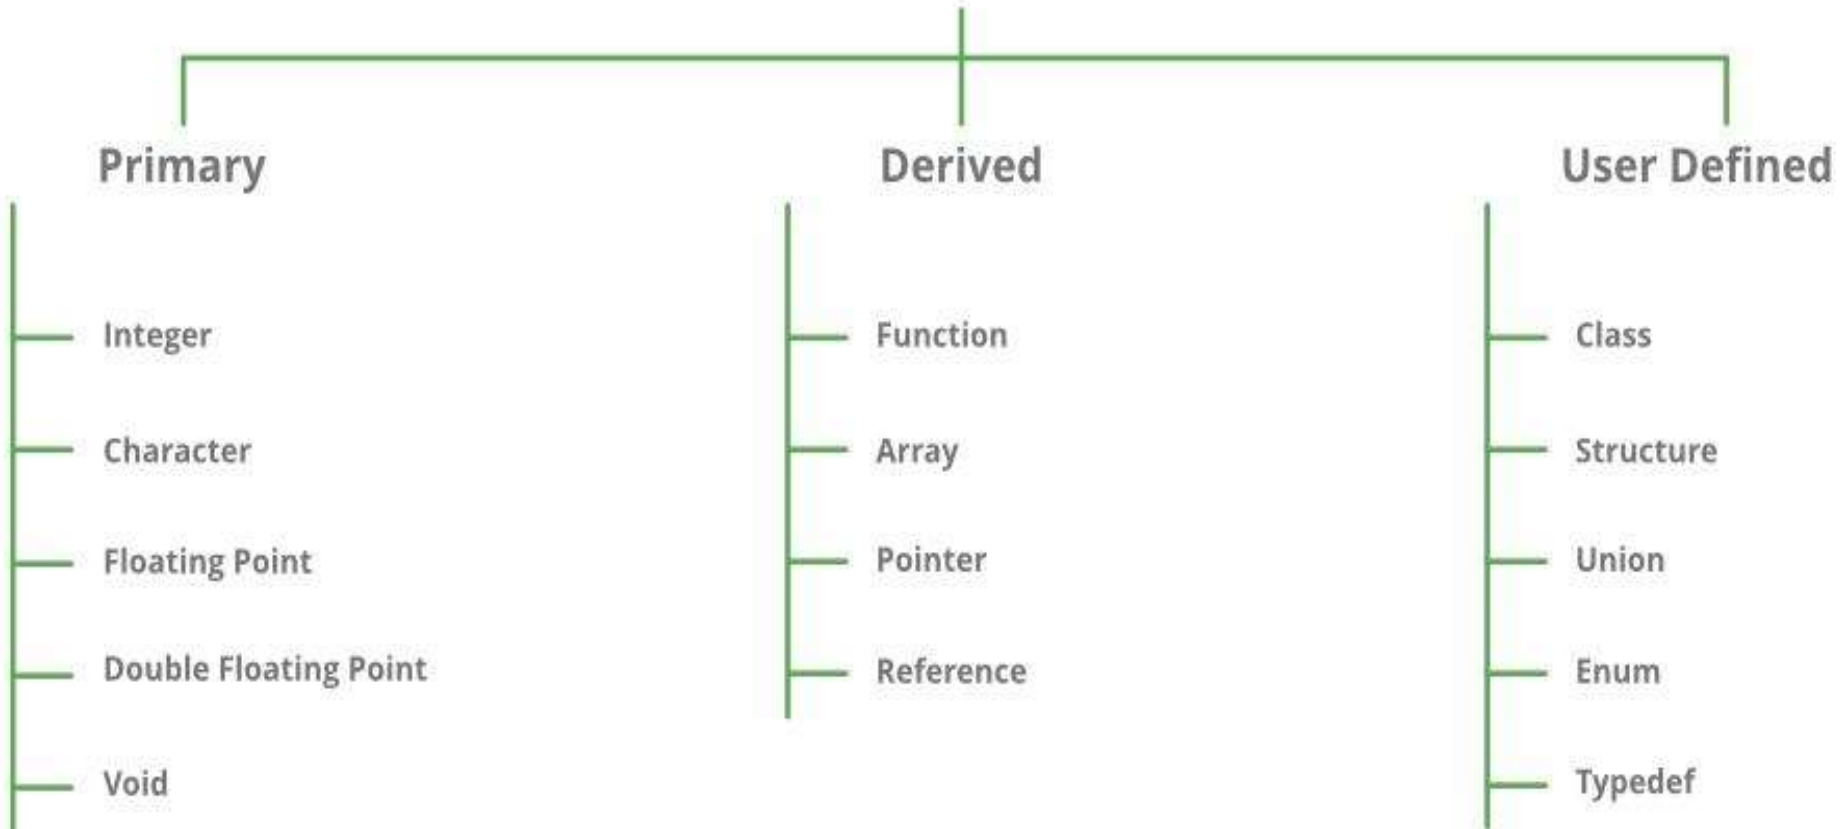 Primary
Integer
Character
Floating Point
Double Floating Point
Void
Derived
Function
Array
Pointer
Reference
User Defined
Class
Structure
Union
Enum
Typedef